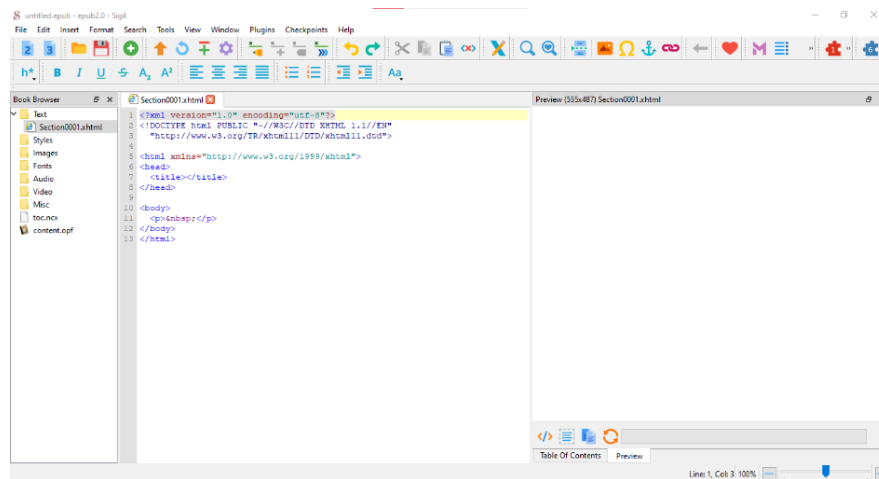 untitled.epub - epub2.0 - Sigil
File Edit Insert Format Search Tools View Window Plugins Checkpoints Help
2 3
h* B I U S A₂ A² Aa
Book Browser
Text
Section0001.xhtml
Styles
Images
Fonts
Audio
Video
Misc
toc.ncx
content.opf
Section0001.xhtml
1 <?xml version="1.0" encoding="utf-8"?>
2 <!DOCTYPE html PUBLIC "-//W3C//DTD XHTML 1.1//EN"
3 "http://www.w3.org/TR/xhtml11/DTD/xhtml11.dtd">
4
5 <html xmlns="http://www.w3.org/1999/xhtml">
6 <head>
7 <title></title>
8 </head>
9
10 <body>
11 <p>&nbsp;</p>
12 </body>
13 </html>
Preview (555x487) Section0001.xhtml
Table Of Contents Preview
Line: 1, Col: 3 100%